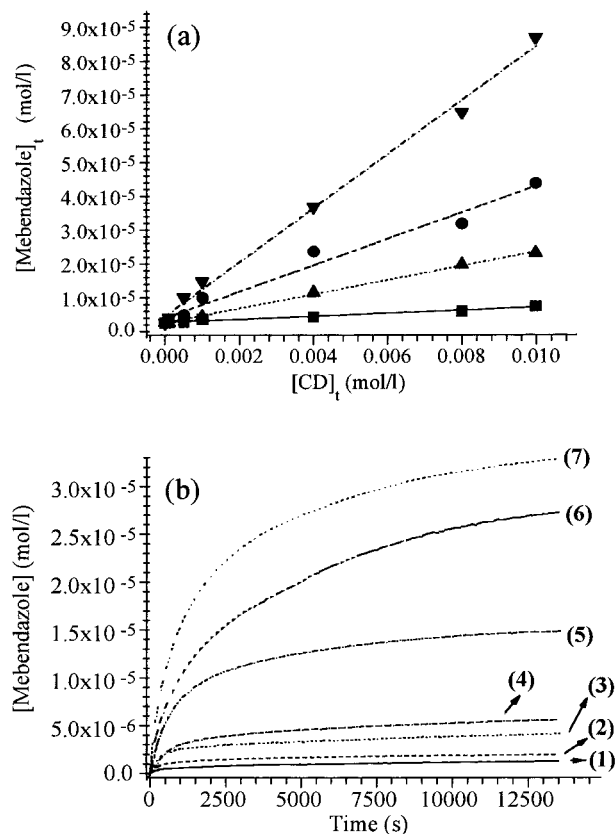 (a)
[Mebendazole]t (mol/l)
9.0x10-5
8.0x10-5
7.0x10-5
6.0x10-5
5.0x10-5
4.0x10-5
3.0x10-5
2.0x10-5
1.0x10-5
0.0
0.000 0.002 0.004 0.006 0.008 0.010
[CD]t (mol/l)
(b)
[Mebendazole] (mol/l)
3.0x10-5
2.5x10-5
2.0x10-5
1.5x10-5
1.0x10-5
5.0x10-6
0.0
(7)
(6)
(5)
(4)
(3)
(2)
(1)
0 2500 5000 7500 10000 12500
Time (s)